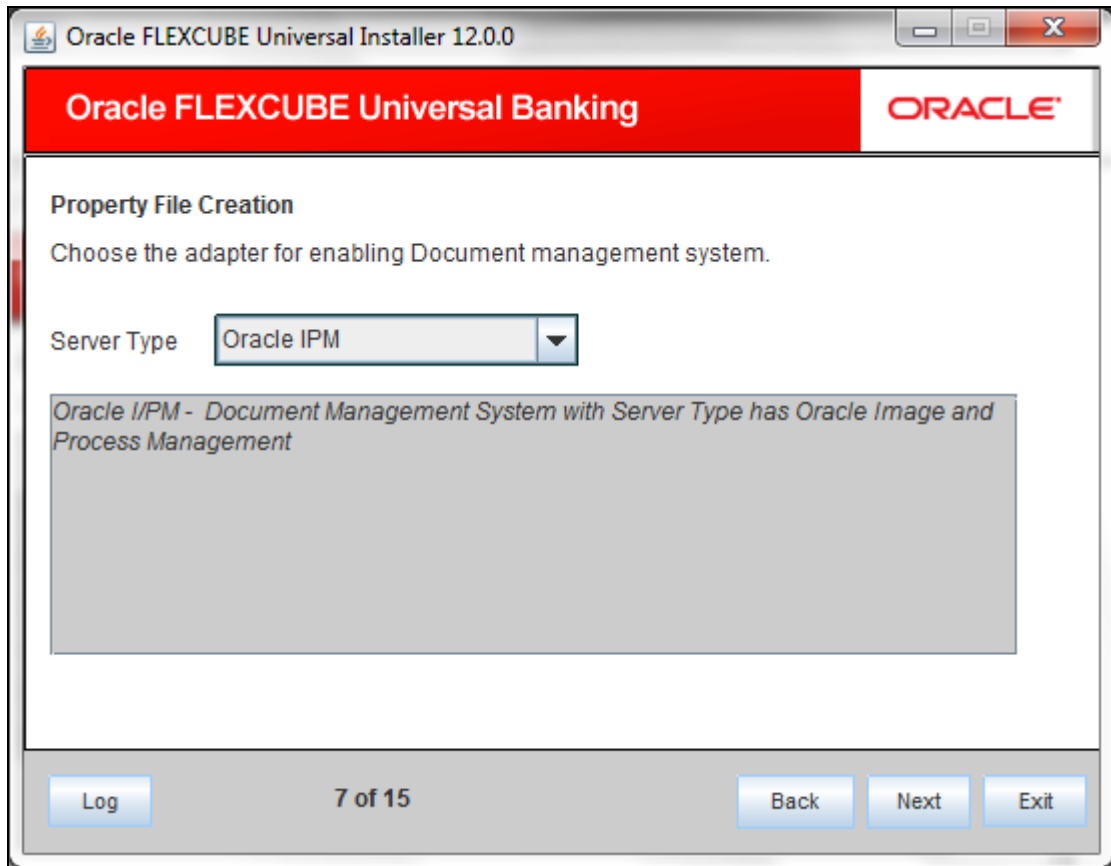 Oracle FLEXCUBE Universal Installer 12.0.0
Oracle FLEXCUBE Universal Banking
ORACLE
Property File Creation
Choose the adapter for enabling Document management system.
Server Type Oracle IPM
Oracle I/PM - Document Management System with Server Type has Oracle Image and
Process Management
Log 7 of 15 Back Next Exit